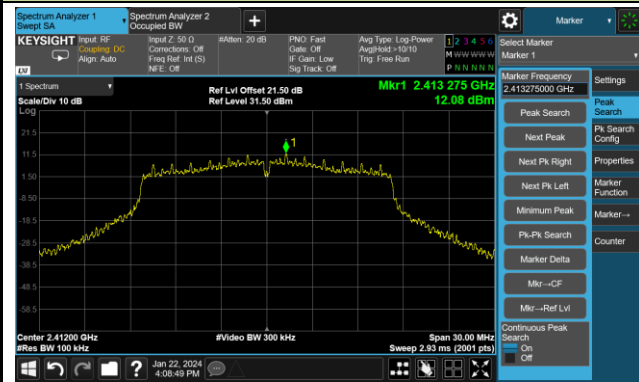 Spectrum Analyzer 1
Swept SA
Spectrum Analyzer 2
Occupied BW
Marker
KEYSIGHT
Input: RF
Coupling: DC
Align: Auto
Input Z: 50 Ω
Corrections: Off
Freq Ref: Int (S)
NFE: Off
#Atten: 20 dB
PNO: Fast
Gate: Off
IF Gain: Low
Sig Track: Off
Avg Type: Log-Power
Avg|Hold:>10/10
Trig: Free Run
1 2 3 4 5 6
M W W W W W
P N N N N N
LXI
Select Marker
Marker 1
1 Spectrum
Scale/Div 10 dB
Log
Ref Lvl Offset 21.50 dB
Ref Level 31.50 dBm
Mkr1 2.413 275 GHz
12.08 dBm
21.5
11.5
1.50
-8.50
-18.5
-28.5
-38.5
-48.5
-58.5
1
Center 2.41200 GHz
#Res BW 100 kHz
#Video BW 300 kHz
Span 30.00 MHz
Sweep 2.93 ms (2001 pts)
Marker Frequency
2.413275000 GHz
Peak Search
Next Peak
Next Pk Right
Next Pk Left
Minimum Peak
Pk-Pk Search
Marker Delta
Mkr→CF
Mkr→Ref Lvl
Continuous Peak
Search
On
Off
Settings
Peak
Search
Pk Search
Config
Properties
Marker
Function
Marker→
Counter
Jan 22, 2024
4:08:49 PM